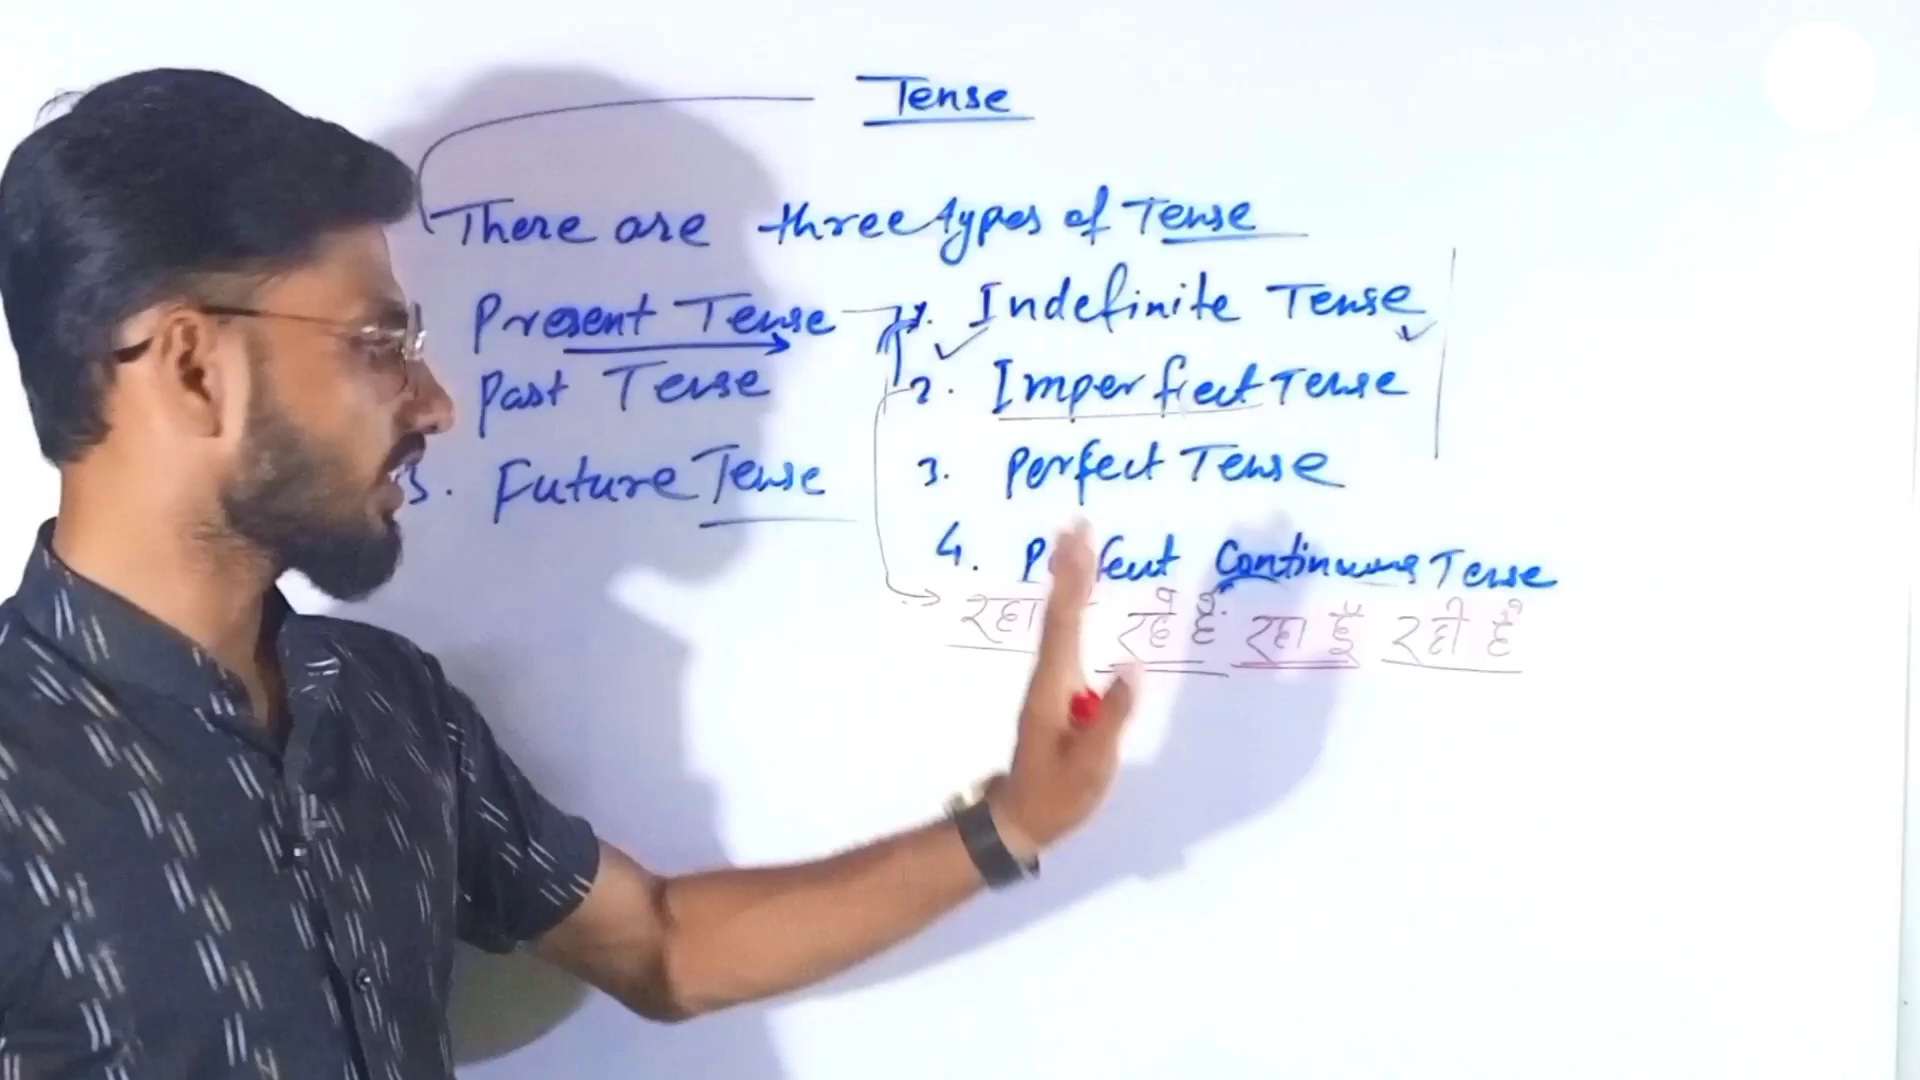 Tense
There are three types of Tense
Present Tense 1. Indefinite Tense
Past Tense 2. Imperfect Tense
3. Future Tense 3. Perfect Tense
4. Perfect Continuous Tense
रहा रहे हैं रहा हूँ रही है